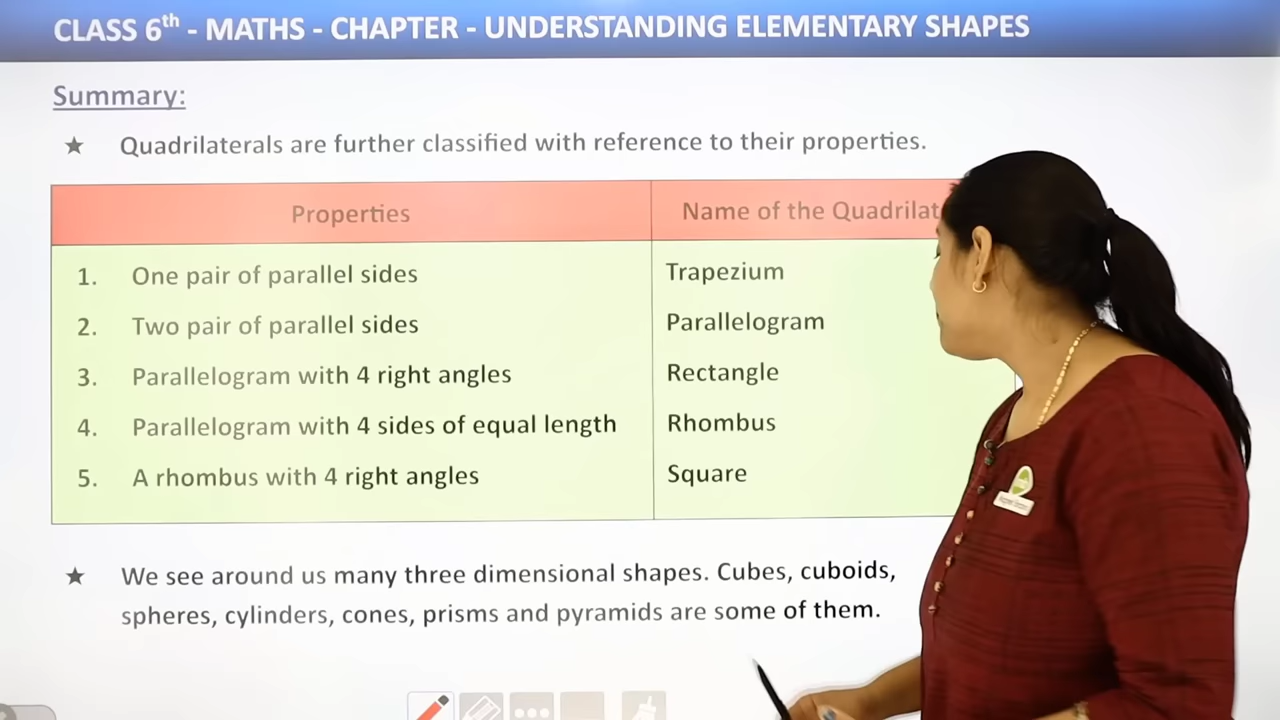 CLASS 6th - MATHS - CHAPTER - UNDERSTANDING ELEMENTARY SHAPES
Summary:
★ Quadrilaterals are further classified with reference to their properties.
Properties Name of the Quadrilat
1. One pair of parallel sides Trapezium
2. Two pair of parallel sides Parallelogram
3. Parallelogram with 4 right angles Rectangle
4. Parallelogram with 4 sides of equal length Rhombus
5. A rhombus with 4 right angles Square
★ We see around us many three dimensional shapes. Cubes, cuboids,
spheres, cylinders, cones, prisms and pyramids are some of them.